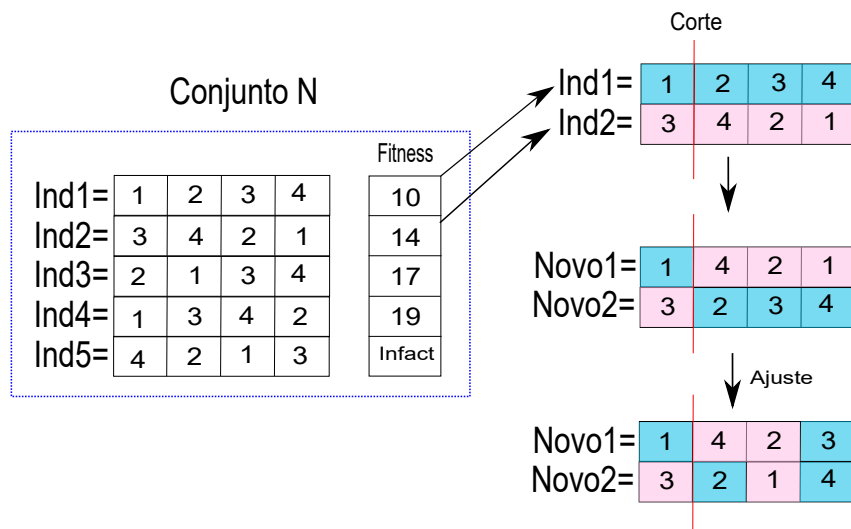 Conjunto N
Fitness
Ind1= 1 2 3 4 10
Ind2= 3 4 2 1 14
Ind3= 2 1 3 4 17
Ind4= 1 3 4 2 19
Ind5= 4 2 1 3 Infact
Corte
Ind1= 1 2 3 4
Ind2= 3 4 2 1
Novo1= 1 4 2 1
Novo2= 3 2 3 4
Ajuste
Novo1= 1 4 2 3
Novo2= 3 2 1 4